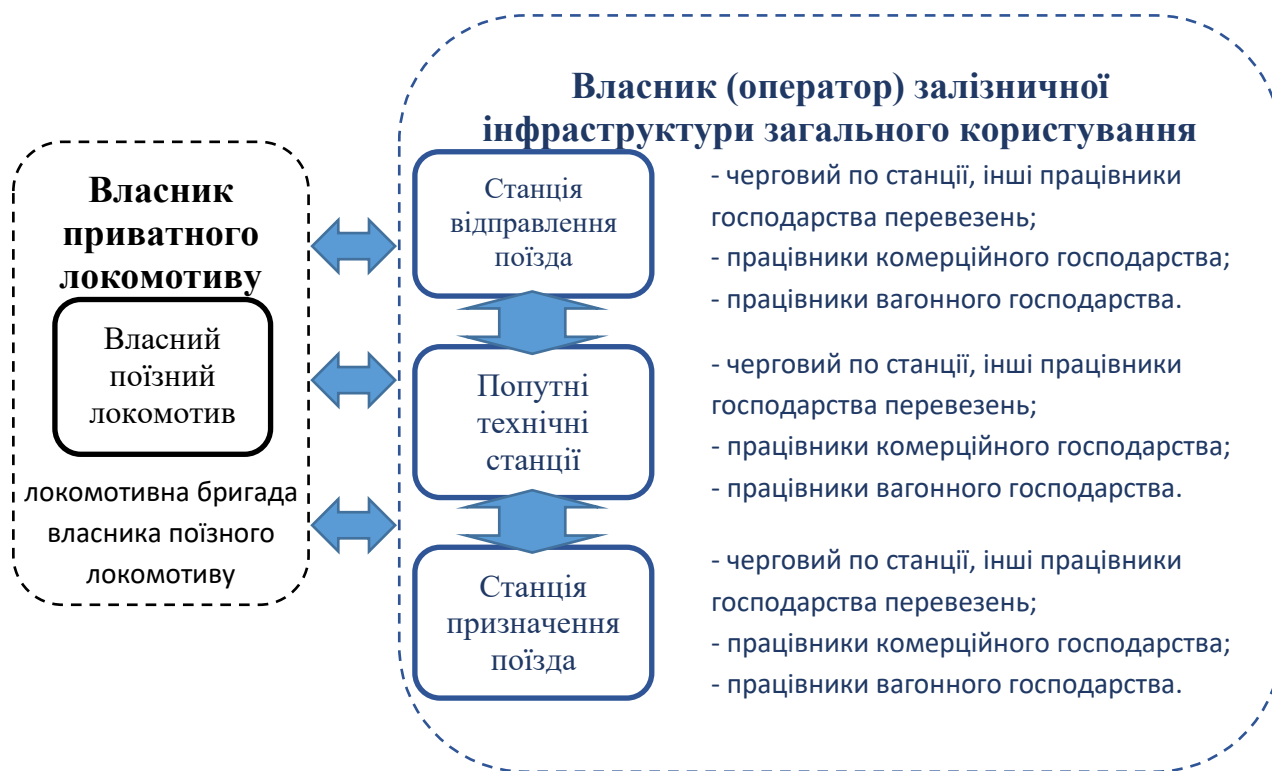 Власник
приватного
локомотиву
Власний
поїзний
локомотив
локомотивна бригада
власника поїзного
локомотиву
Власник (оператор) залізничної
інфраструктури загального користування
Станція
відправлення
поїзда
- черговий по станції, інші працівники
господарства перевезень;
- працівники комерційного господарства;
- працівники вагонного господарства.
Попутні
технічні
станції
- черговий по станції, інші працівники
господарства перевезень;
- працівники комерційного господарства;
- працівники вагонного господарства.
Станція
призначення
поїзда
- черговий по станції, інші працівники
господарства перевезень;
- працівники комерційного господарства;
- працівники вагонного господарства.